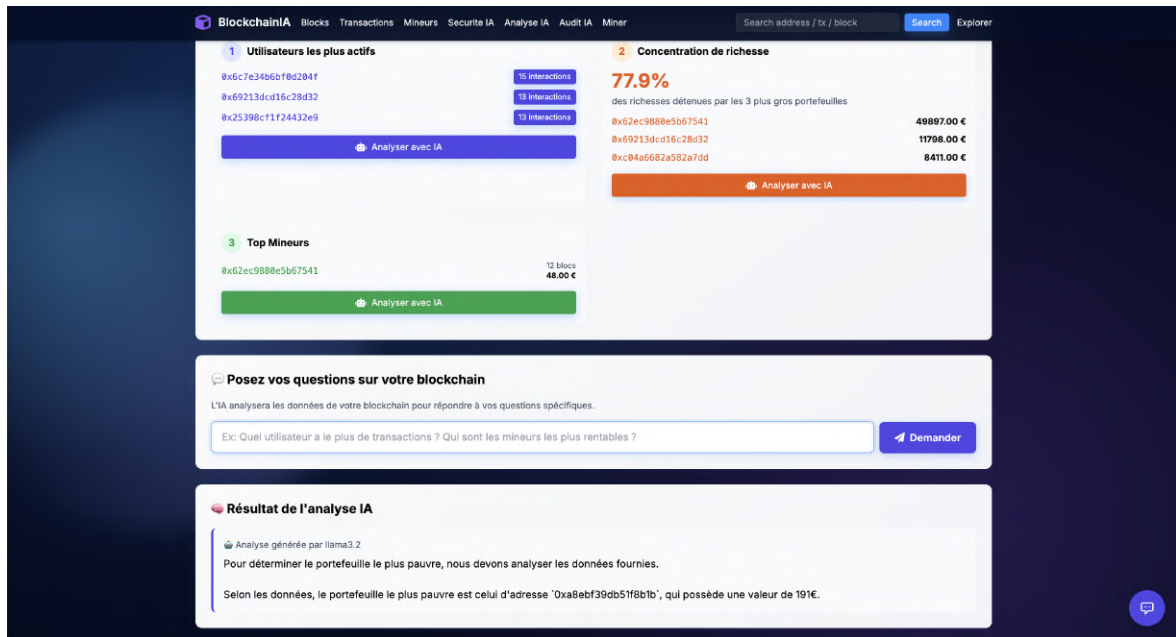 BlockchainIA Blocks Transactions Mineurs Securite IA Analyse IA Audit IA Miner Search address / tx / block Search Explorer
1 Utilisateurs les plus actifs
0x6c7e34b6bf0d204f 15 interactions
0x69213dcd16c28d32 13 interactions
0x25398cf1f24432e9 13 interactions
Analyser avec IA
2 Concentration de richesse
77.9%
des richesses détenues par les 3 plus gros portefeuilles
0x62ec9880e5b67541 49897.00 €
0x69213dcd16c28d32 11798.00 €
0xc04a6682a582a7dd 8411.00 €
Analyser avec IA
3 Top Mineurs
0x62ec9880e5b67541 12 blocs
48.00 €
Analyser avec IA
Posez vos questions sur votre blockchain
L'IA analysera les données de votre blockchain pour répondre à vos questions spécifiques.
Ex: Quel utilisateur a le plus de transactions ? Qui sont les mineurs les plus rentables ?
Demander
Résultat de l'analyse IA
Analyse générée par llama3.2
Pour déterminer le portefeuille le plus pauvre, nous devons analyser les données fournies.
Selon les données, le portefeuille le plus pauvre est celui d'adresse `0xa8ebf39db51f8b1b`, qui possède une valeur de 191€.